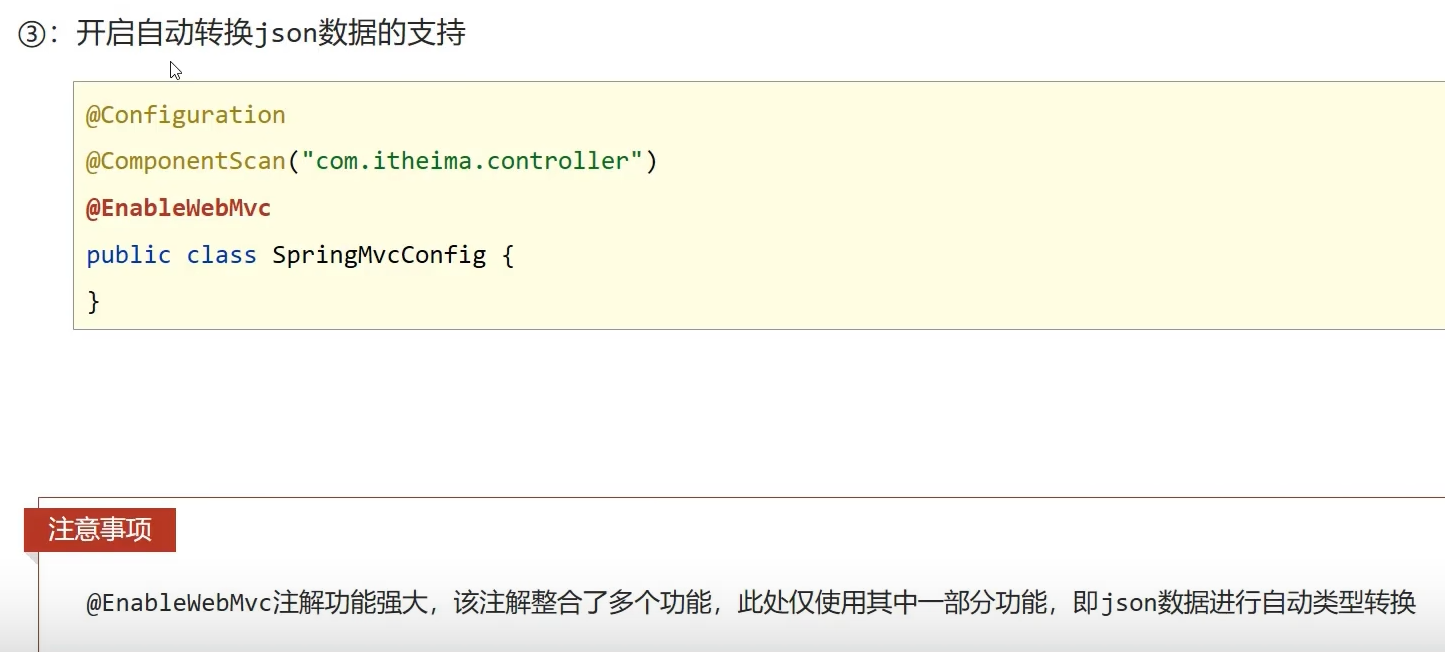 ③：开启自动转换json数据的支持
@Configuration
@ComponentScan("com.itheima.controller")
@EnableWebMvc
public class SpringMvcConfig {
}
注意事项
@EnableWebMvc注解功能强大，该注解整合了多个功能，此处仅使用其中一部分功能，即json数据进行自动类型转换